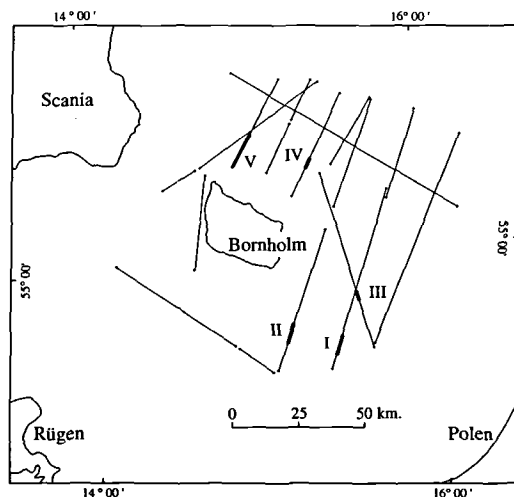 14° 00'
16° 00'
Scania
V
IV
Bornholm
55° 00'
55° 00'
III
II
I
0 25 50 km.
Rügen
Polen
14° 00'
16° 00'